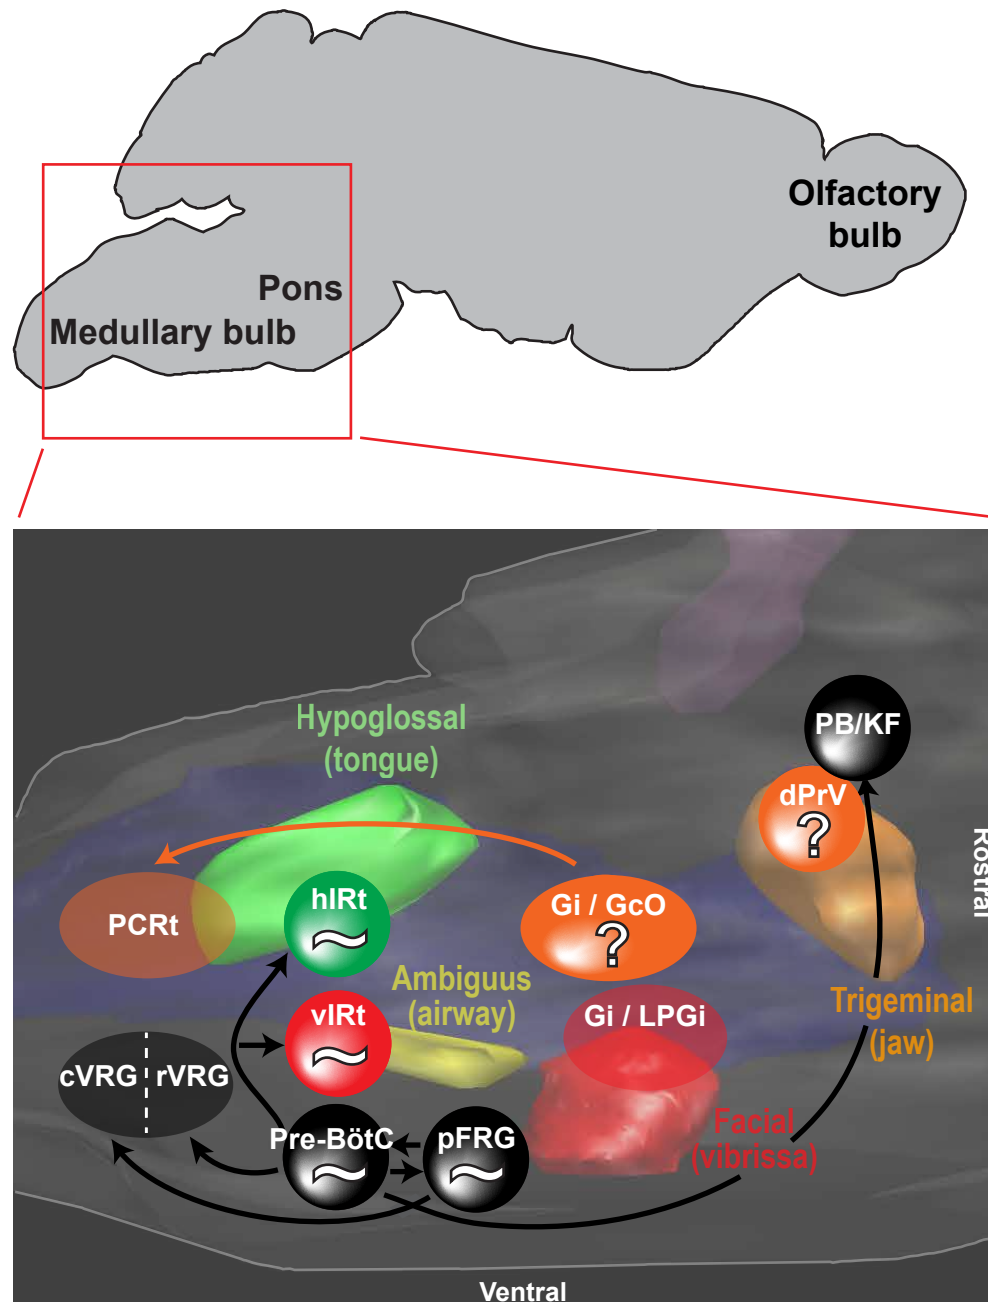 Olfactory
bulb
Pons
Medullary bulb
PB/KF
Hypoglossal
(tongue)
dPrV
?
Rostral
hIRt
PCRt
Gi / GcO
?
Ambiguus
(airway)
Trigeminal
(jaw)
vIRt
Gi / LPGi
cVRG rVRG
Facial
(vibrissa)
Pre-BötC
pFRG
Ventral